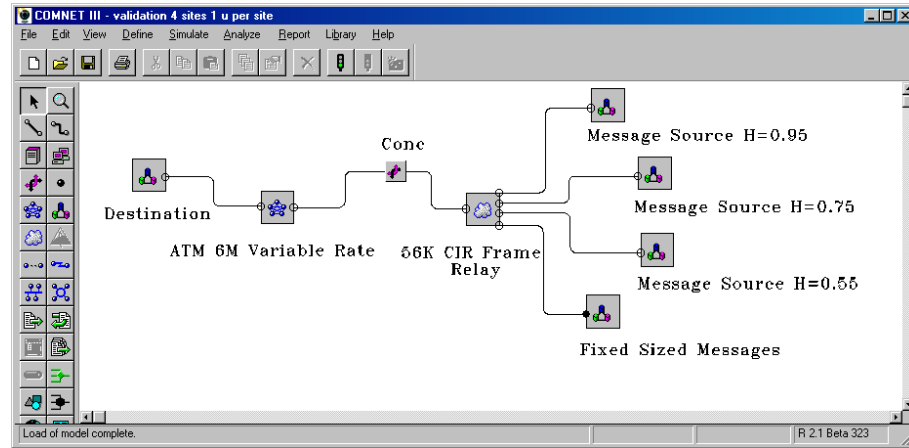 COMNET III - validation 4 sites 1 u per site
File Edit View Define Simulate Analyze Report Library Help
Message Source H=0.95
Conc
Destination
Message Source H=0.75
ATM 6M Variable Rate
56K CIR Frame
Relay
Message Source H=0.55
Fixed Sized Messages
Load of model complete.
R 2.1 Beta 323